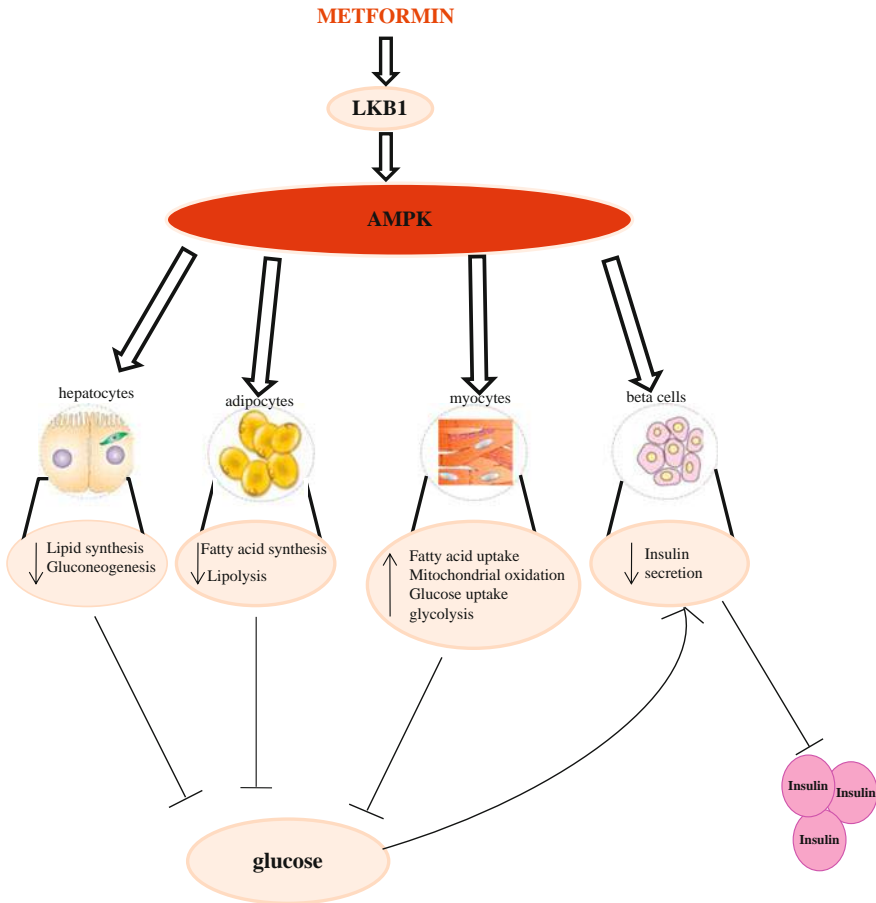 METFORMIN
LKB1
AMPK
hepatocytes
adipocytes
myocytes
beta cells
Lipid synthesis
Gluconeogenesis
Fatty acid synthesis
Lipolysis
Fatty acid uptake
Mitochondrial oxidation
Glucose uptake
glycolysis
Insulin
secretion
Insulin
Insulin
Insulin
glucose